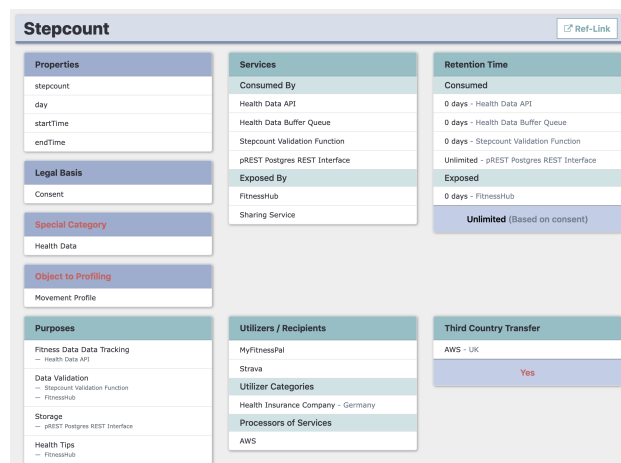 Stepcount
Ref-Link
Properties
stepcount
day
startTime
endTime
Legal Basis
Consent
Special Category
Health Data
Object to Profiling
Movement Profile
Services
Consumed By
Health Data API
Health Data Buffer Queue
Stepcount Validation Function
pREST Postgres REST Interface
Exposed By
FitnessHub
Sharing Service
Retention Time
Consumed
0 days - Health Data API
0 days - Health Data Buffer Queue
0 days - Stepcount Validation Function
Unlimited - pREST Postgres REST Interface
Exposed
0 days - FitnessHub
Unlimited (Based on consent)
Purposes
Fitness Data Data Tracking
— Health Data API
Data Validation
— Stepcount Validation Function
— FitnessHub
Storage
— pREST Postgres REST Interface
Health Tips
— FitnessHub
Utilizers / Recipients
MyFitnessPal
Strava
Utilizer Categories
Health Insurance Company - Germany
Processors of Services
AWS
Third Country Transfer
AWS - UK
Yes